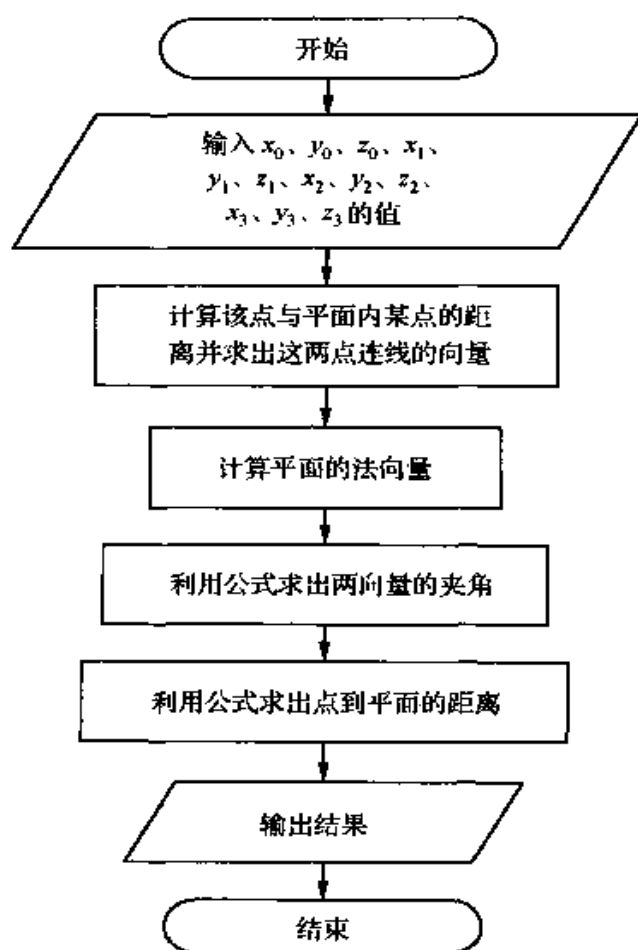 开始
输入 x₀、y₀、z₀、x₁、
y₁、z₁、x₂、y₂、z₂、
x₃、y₃、z₃ 的值
计算该点与平面内某点的距
离并求出这两点连线的向量
计算平面的法向量
利用公式求出两向量的夹角
利用公式求出点到平面的距离
输出结果
结束